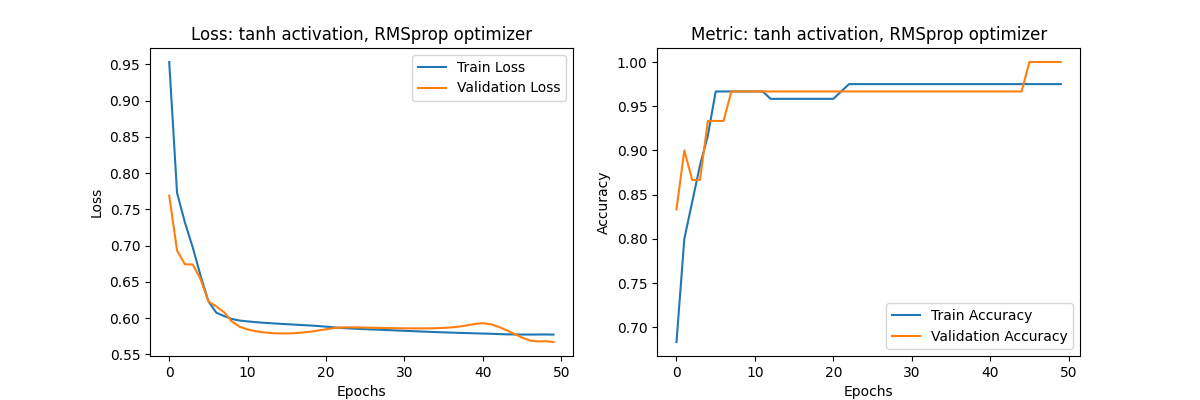 Loss: tanh activation, RMSprop optimizer
0.95
0.90
0.85
0.80
0.75
0.70
0.65
0.60
0.55
Loss
Train Loss
Validation Loss
0 10 20 30 40 50
Epochs
Metric: tanh activation, RMSprop optimizer
1.00
0.95
0.90
0.85
0.80
0.75
0.70
Accuracy
Train Accuracy
Validation Accuracy
0 10 20 30 40 50
Epochs